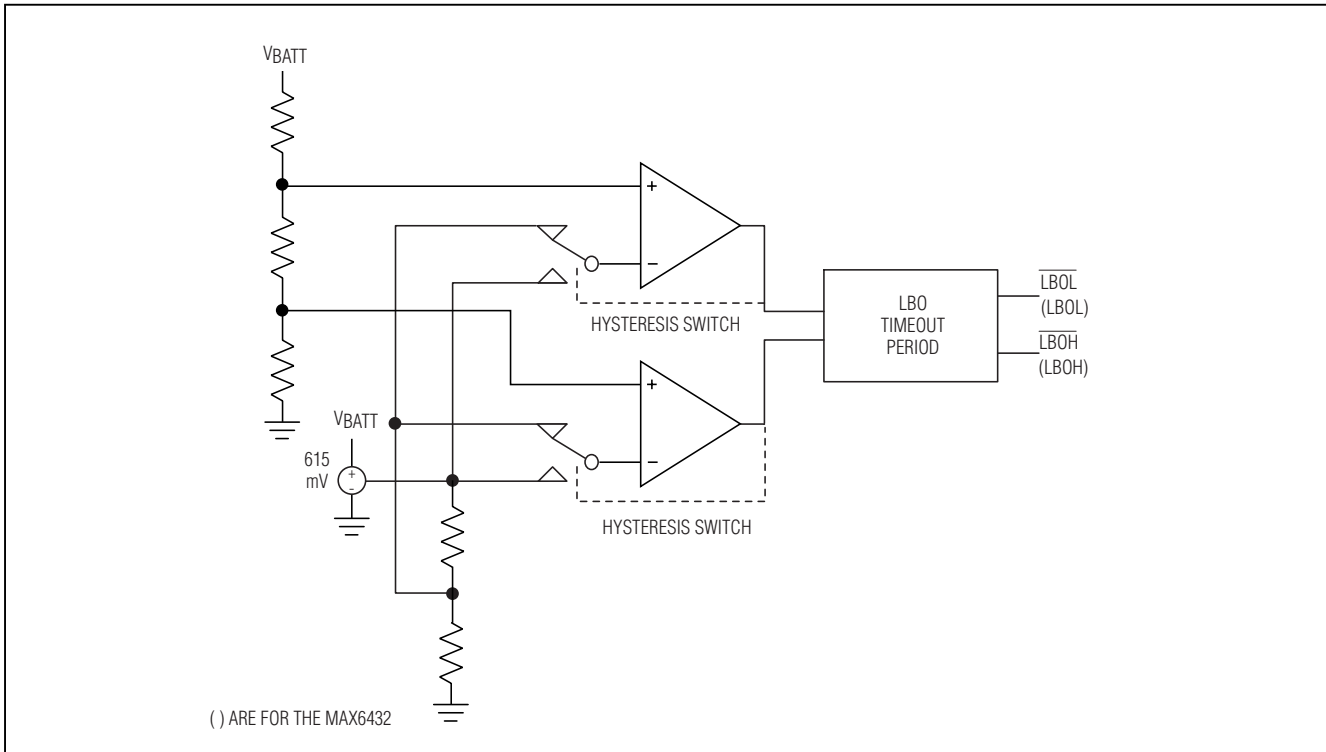 VBATT
+
−
HYSTERESIS SWITCH
LBO
TIMEOUT
PERIOD
LBOL
(LBOL)
LBOH
(LBOH)
+
−
HYSTERESIS SWITCH
VBATT
615
mV
+
-
( ) ARE FOR THE MAX6432